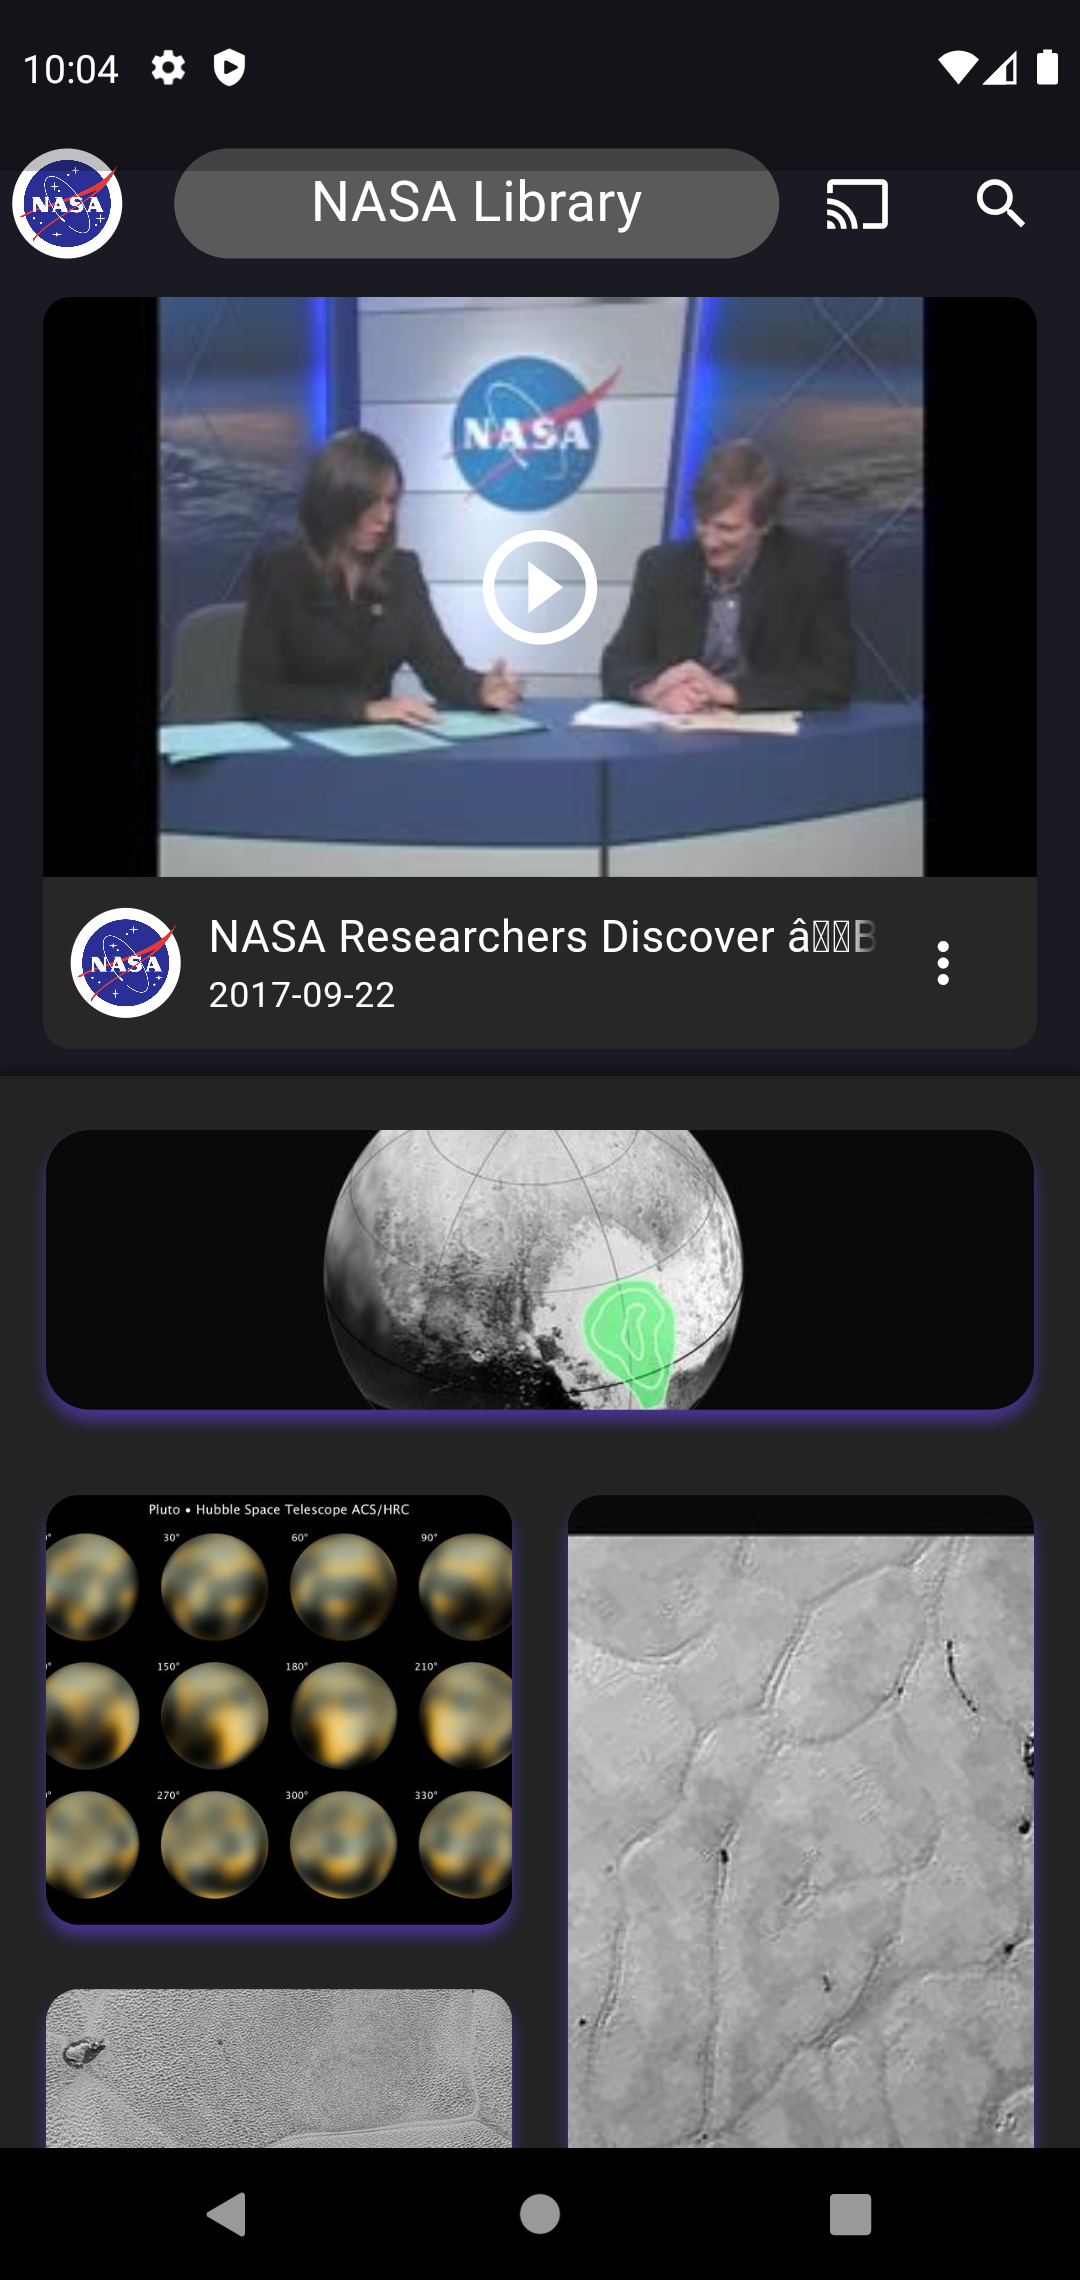 10:04
NASA
NASA Library
NASA
NASA
NASA Researchers Discover â
2017-09-22
Pluto • Hubble Space Telescope ACS/HRC
30° 60° 90°
150° 180° 210°
270° 300° 330°